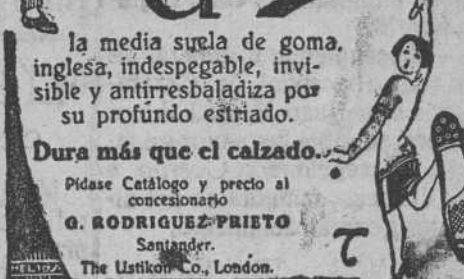 la media suela de goma,
inglesa, indespegable, invi-
sible y antirresbaladiza por
su profundo estriado.
Dura más que el calzado.
Pídase Catálogo y precio al
concesionario
G. RODRIGUEZ PRIETO
Santander.
The Ustikon Co., London.
HELIOS